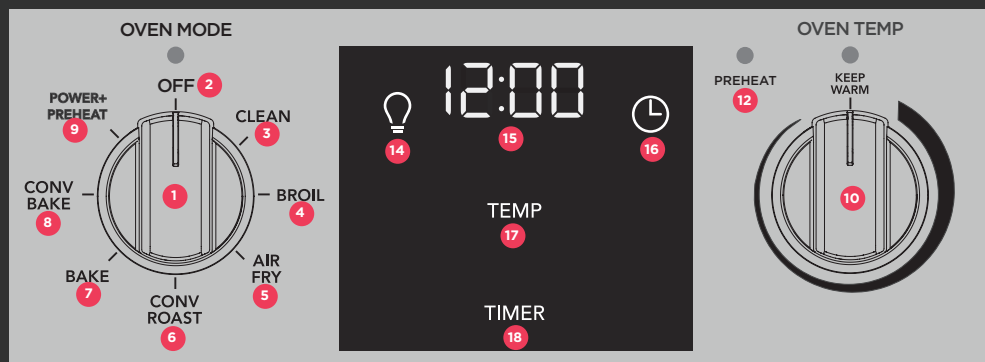 OVEN MODE
OFF 2
POWER+
PREHEAT
9
CLEAN
3
CONV
BAKE
8
1
BROIL
4
BAKE
7
AIR
FRY
5
CONV
ROAST
6
12:00
14
15
16
TEMP
17
TIMER
18
OVEN TEMP
PREHEAT
12
KEEP
WARM
10